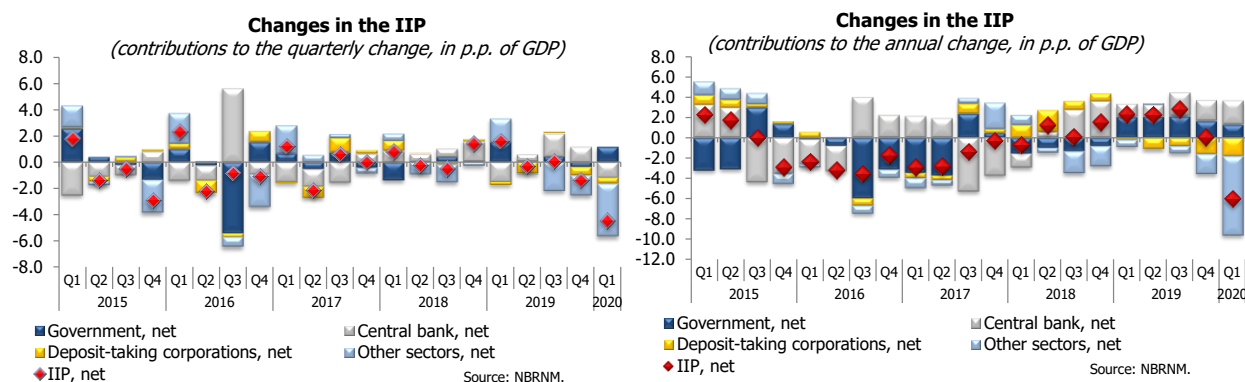 Changes in the IIP
(contributions to the quarterly change, in p.p. of GDP)
8.0
6.0
4.0
2.0
0.0
-2.0
-4.0
-6.0
-8.0
Q1 Q2 Q3 Q4 Q1 Q2 Q3 Q4 Q1 Q2 Q3 Q4 Q1 Q2 Q3 Q4 Q1 Q2 Q3 Q4 Q1
2015 2016 2017 2018 2019 2020
Government, net Central bank, net
Deposit-taking corporations, net Other sectors, net
IIP, net
Source: NBRNM.
Changes in the IIP
(contributions to the annual change, in p.p. of GDP)
8.0
6.0
4.0
2.0
0.0
-2.0
-4.0
-6.0
-8.0
-10.0
-12.0
Q1 Q2 Q3 Q4 Q1 Q2 Q3 Q4 Q1 Q2 Q3 Q4 Q1 Q2 Q3 Q4 Q1 Q2 Q3 Q4 Q1
2015 2016 2017 2018 2019 2020
Government, net Central bank, net
Deposit-taking corporations, net Other sectors, net
IIP, net
Source: NBRNM.